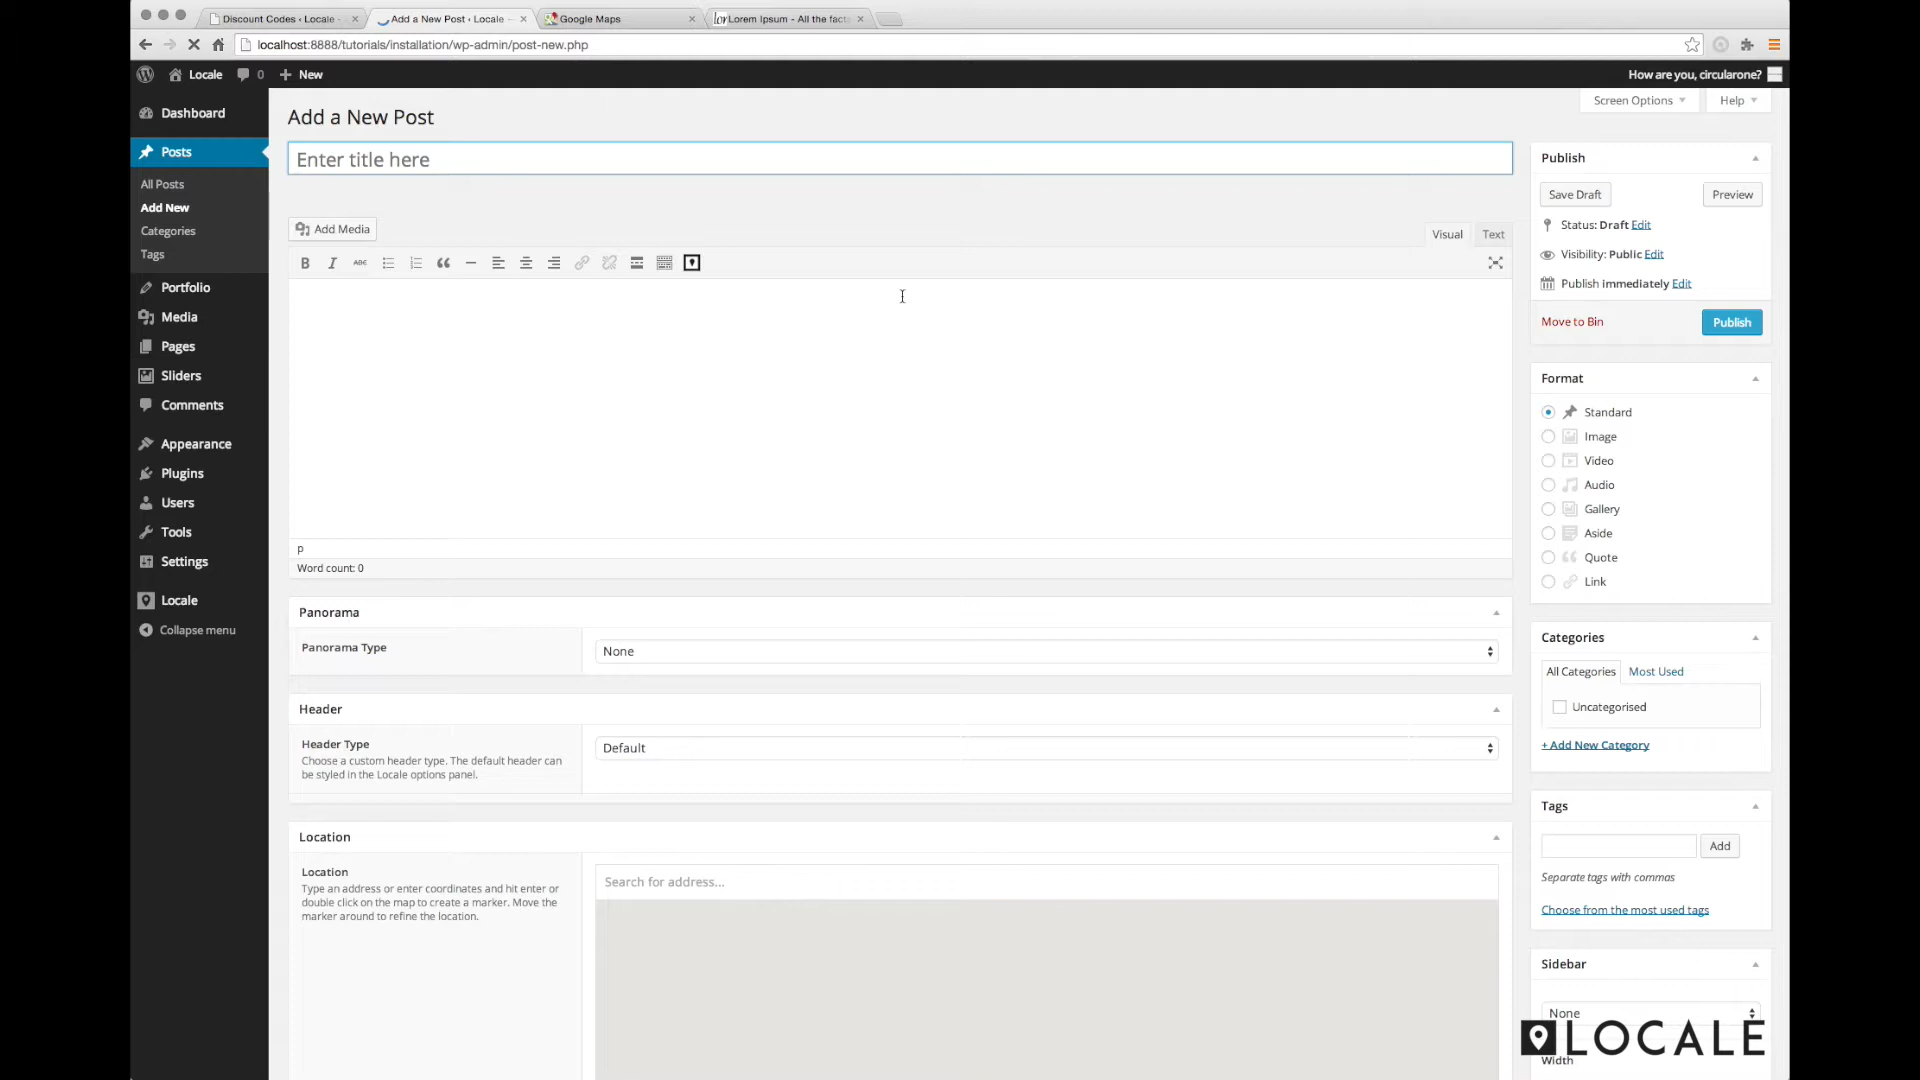 Discount Codes ‹ Locale -
Add a New Post ‹ Locale
Google Maps
Lorem Ipsum - All the facts
localhost:8888/tutorials/installation/wp-admin/post-new.php
Locale
0
+ New
How are you, circularone?
Dashboard
Posts
All Posts
Add New
Categories
Tags
Portfolio
Media
Pages
Sliders
Comments
Appearance
Plugins
Users
Tools
Settings
Locale
Collapse menu
Screen Options
Help
Add a New Post
Enter title here
Add Media
Visual
Text
B I ABC
p
Word count: 0
Panorama
Panorama Type
None
Header
Header Type
Choose a custom header type. The default header can
be styled in the Locale options panel.
Default
Location
Location
Type an address or enter coordinates and hit enter or
double click on the map to create a marker. Move the
marker around to refine the location.
Search for address...
Publish
Save Draft
Preview
Status: Draft Edit
Visibility: Public Edit
Publish immediately Edit
Move to Bin
Publish
Format
Standard
Image
Video
Audio
Gallery
Aside
Quote
Link
Categories
All Categories
Most Used
Uncategorised
+ Add New Category
Tags
Add
Separate tags with commas
Choose from the most used tags
Sidebar
None
LOCALE
Width